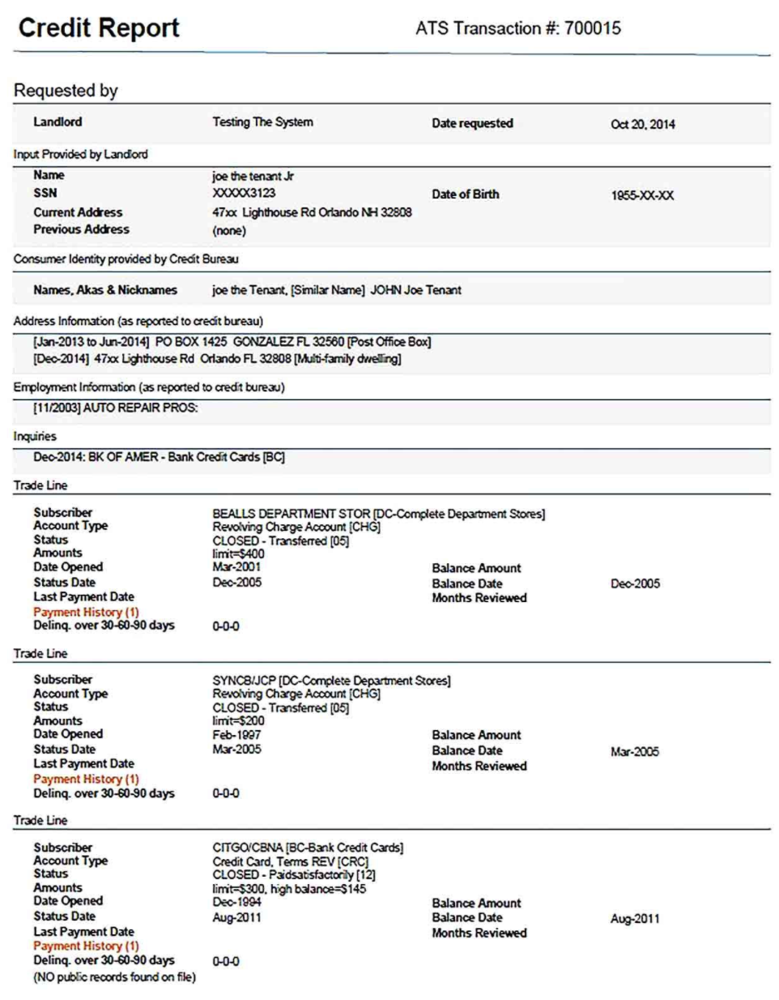 Credit Report ATS Transaction #: 700015
Requested by
Landlord Testing The System Date requested Oct 20, 2014
Input Provided by Landlord
Name joe the tenant Jr
SSN XXXXX3123 Date of Birth 1955-XX-XX
Current Address 47xx Lighthouse Rd Orlando NH 32808
Previous Address (none)
Consumer Identity provided by Credit Bureau
Names, Akas & Nicknames joe the Tenant, [Similar Name] JOHN Joe Tenant
Address Information (as reported to credit bureau)
[Jan-2013 to Jun-2014] PO BOX 1425 GONZALEZ FL 32560 [Post Office Box]
[Dec-2014] 47xx Lighthouse Rd Orlando FL 32808 [Multi-family dwelling]
Employment Information (as reported to credit bureau)
[11/2003] AUTO REPAIR PROS:
Inquiries
Dec-2014: BK OF AMER - Bank Credit Cards [BC]
Trade Line
Subscriber BEALLS DEPARTMENT STOR [DC-Complete Department Stores]
Account Type Revolving Charge Account [CHG]
Status CLOSED - Transferred [05]
Amounts limit=$400
Date Opened Mar-2001 Balance Amount
Status Date Dec-2005 Balance Date Dec-2005
Last Payment Date Months Reviewed
Payment History (1)
Delinq. over 30-60-90 days 0-0-0
Trade Line
Subscriber SYNCB/JCP [DC-Complete Department Stores]
Account Type Revolving Charge Account [CHG]
Status CLOSED - Transferred [05]
Amounts limit=$200
Date Opened Feb-1997 Balance Amount
Status Date Mar-2005 Balance Date Mar-2005
Last Payment Date Months Reviewed
Payment History (1)
Delinq. over 30-60-90 days 0-0-0
Trade Line
Subscriber CITGO/CBNA [BC-Bank Credit Cards]
Account Type Credit Card, Terms REV [CRC]
Status CLOSED - Paidsatisfactorily [12]
Amounts limit=$300, high balance=$145
Date Opened Dec-1994 Balance Amount
Status Date Aug-2011 Balance Date Aug-2011
Last Payment Date Months Reviewed
Payment History (1)
Delinq. over 30-60-90 days 0-0-0
(NO public records found on file)